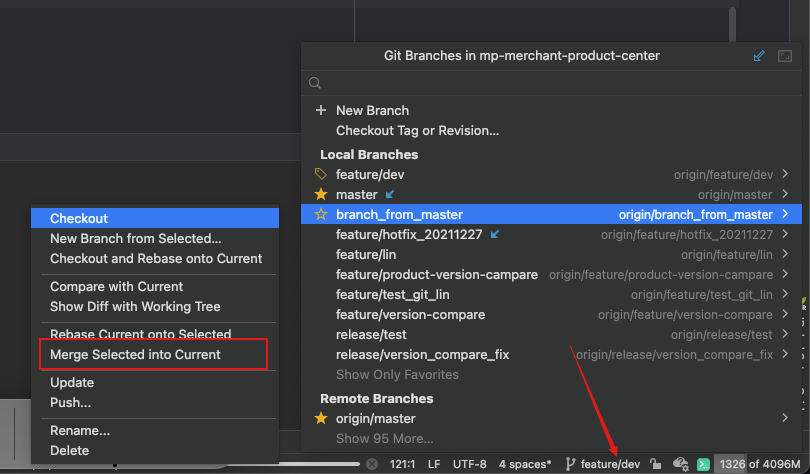 Git Branches in mp-merchant-product-center
New Branch
Checkout Tag or Revision...
Local Branches
feature/dev origin/feature/dev
master origin/master
branch_from_master origin/branch_from_master
feature/hotfix_20211227 origin/feature/hotfix_20211227
feature/lin origin/feature/lin
feature/product-version-campare origin/feature/product-version-campare
feature/test_git_lin origin/feature/test_git_lin
feature/version-compare origin/feature/version-compare
release/test origin/release/test
release/version_compare_fix origin/release/version_compare_fix
Show Only Favorites
Remote Branches
origin/master
Show 95 More...
Checkout
New Branch from Selected...
Checkout and Rebase onto Current
Compare with Current
Show Diff with Working Tree
Rebase Current onto Selected
Merge Selected into Current
Update
Push...
Rename...
Delete
121:1 LF UTF-8 4 spaces* feature/dev 1326 of 4096M